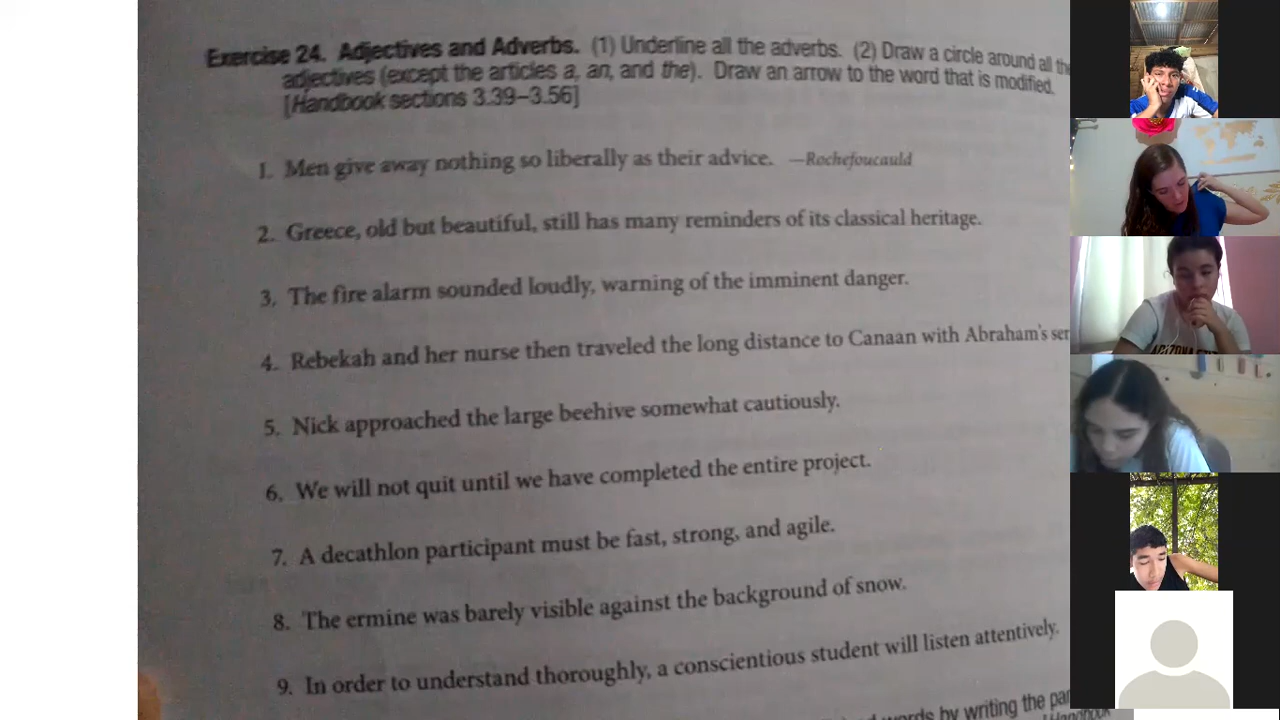 Exercise 24. Adjectives and Adverbs. (1) Underline all the adverbs. (2) Draw a circle around all the
adjectives (except the articles a, an, and the). Draw an arrow to the word that is modified.
[Handbook sections 3.39–3.56]
1. Men give away nothing so liberally as their advice. —Rochefoucauld
2. Greece, old but beautiful, still has many reminders of its classical heritage.
3. The fire alarm sounded loudly, warning of the imminent danger.
4. Rebekah and her nurse then traveled the long distance to Canaan with Abraham's
5. Nick approached the large beehive somewhat cautiously.
6. We will not quit until we have completed the entire project.
7. A decathlon participant must be fast, strong, and agile.
8. The ermine was barely visible against the background of snow.
9. In order to understand thoroughly, a conscientious student will listen attentively.
words by writing the
Handbook
ARIZONA